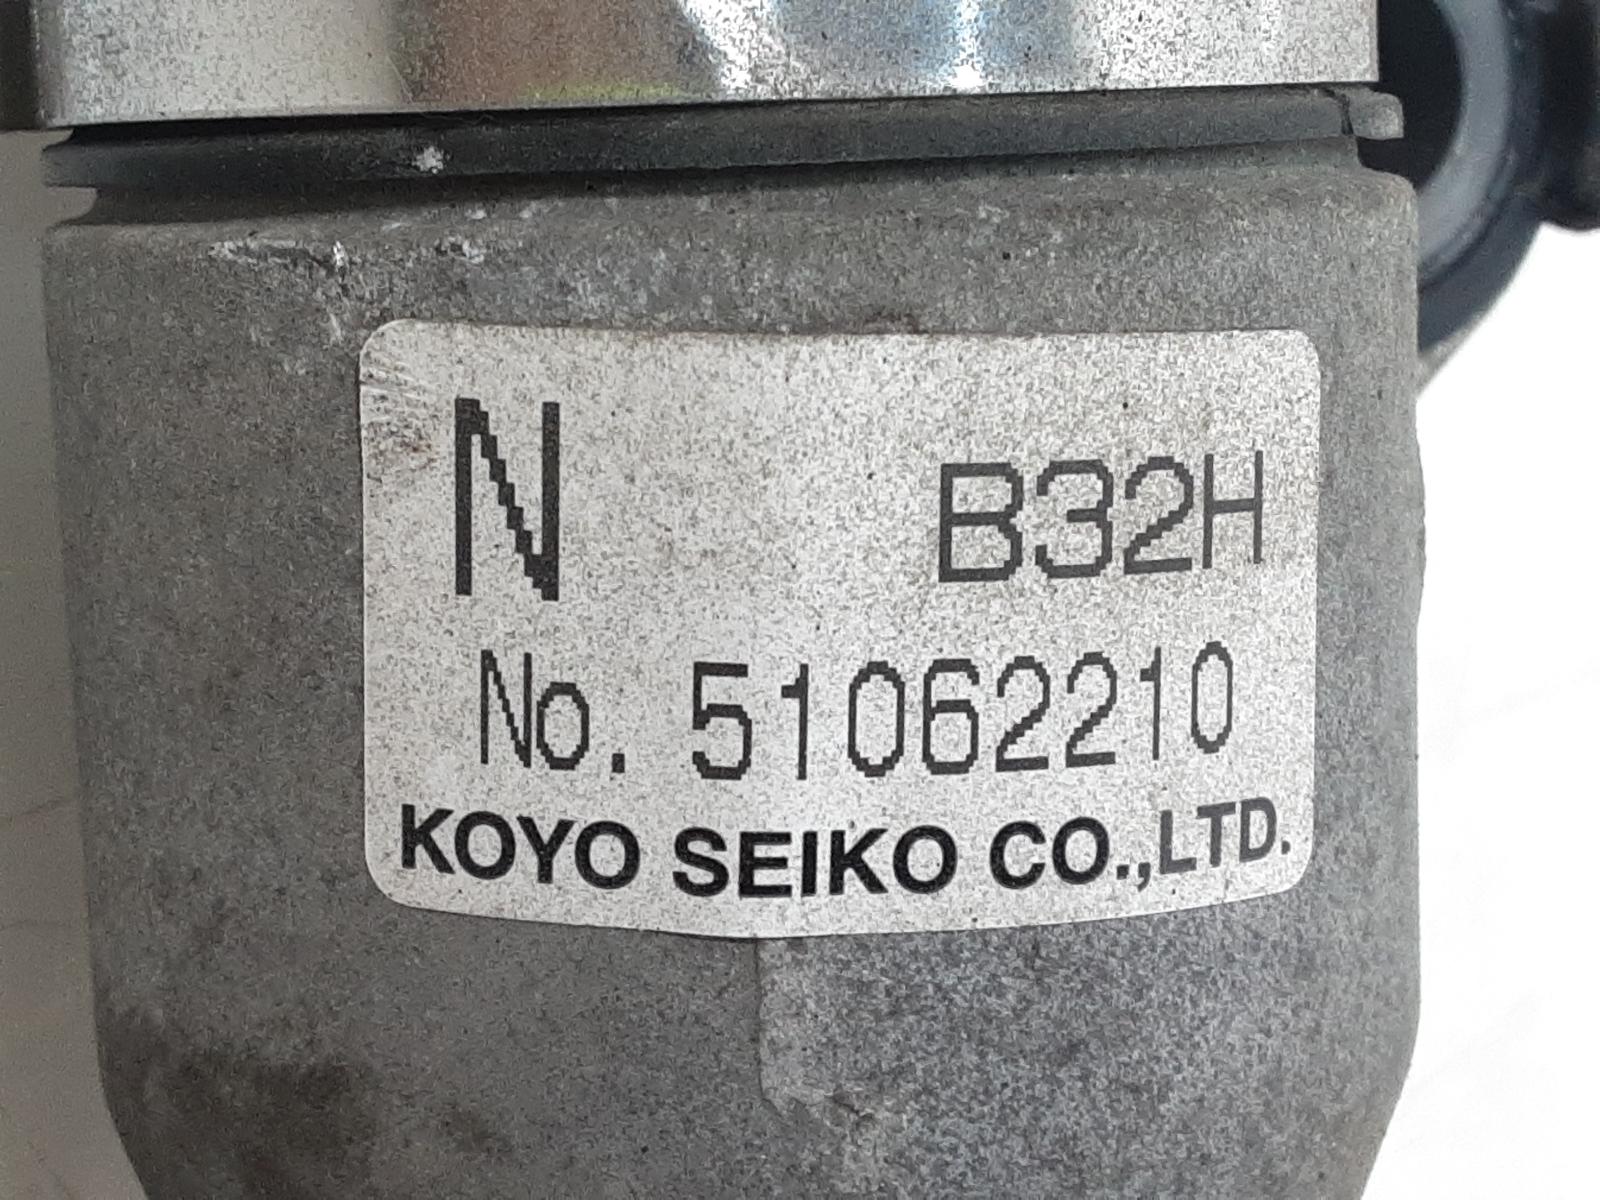 N B32H
No. 51062210
KOYO SEIKO CO.,LTD.